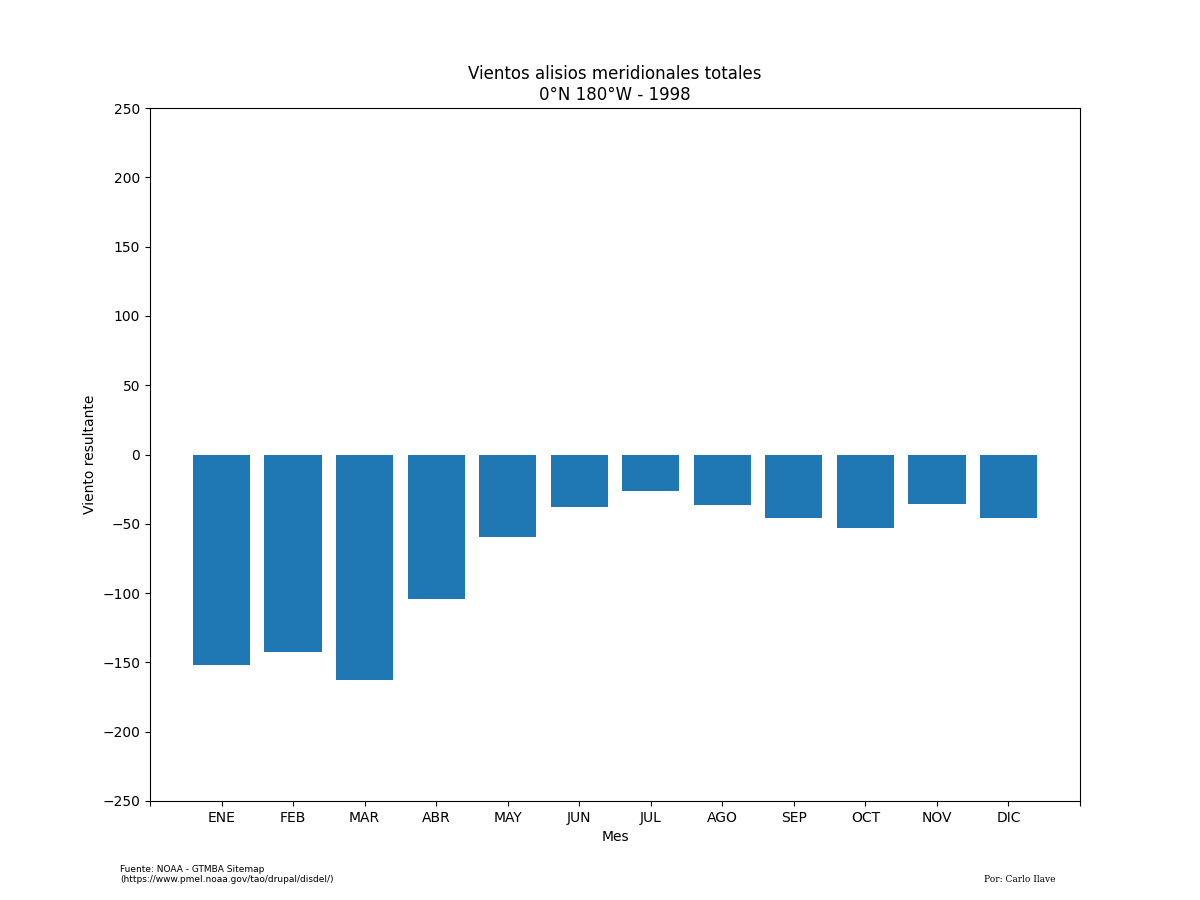 Vientos alisios meridionales totales
0°N 180°W - 1998
250
200
150
100
50
0
−50
−100
−150
−200
−250
Viento resultante
ENE FEB MAR ABR MAY JUN JUL AGO SEP OCT NOV DIC
Mes
Fuente: NOAA - GTMBA Sitemap
(https://www.pmel.noaa.gov/tao/drupal/disdel/)
Por: Carlo Ilave